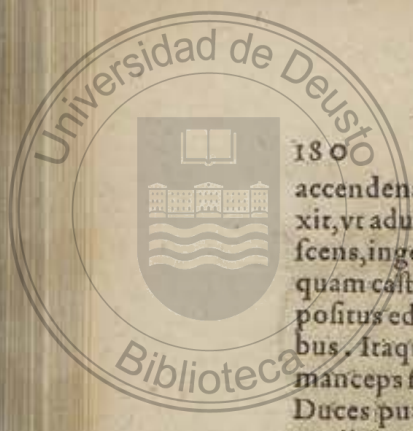 Universidad de Deusto
Biblioteca
180
accenden
xit, vt adu
ſcens, ing
quam caſt
poſitus ed
bus. Itaq
manceps
Duces pu